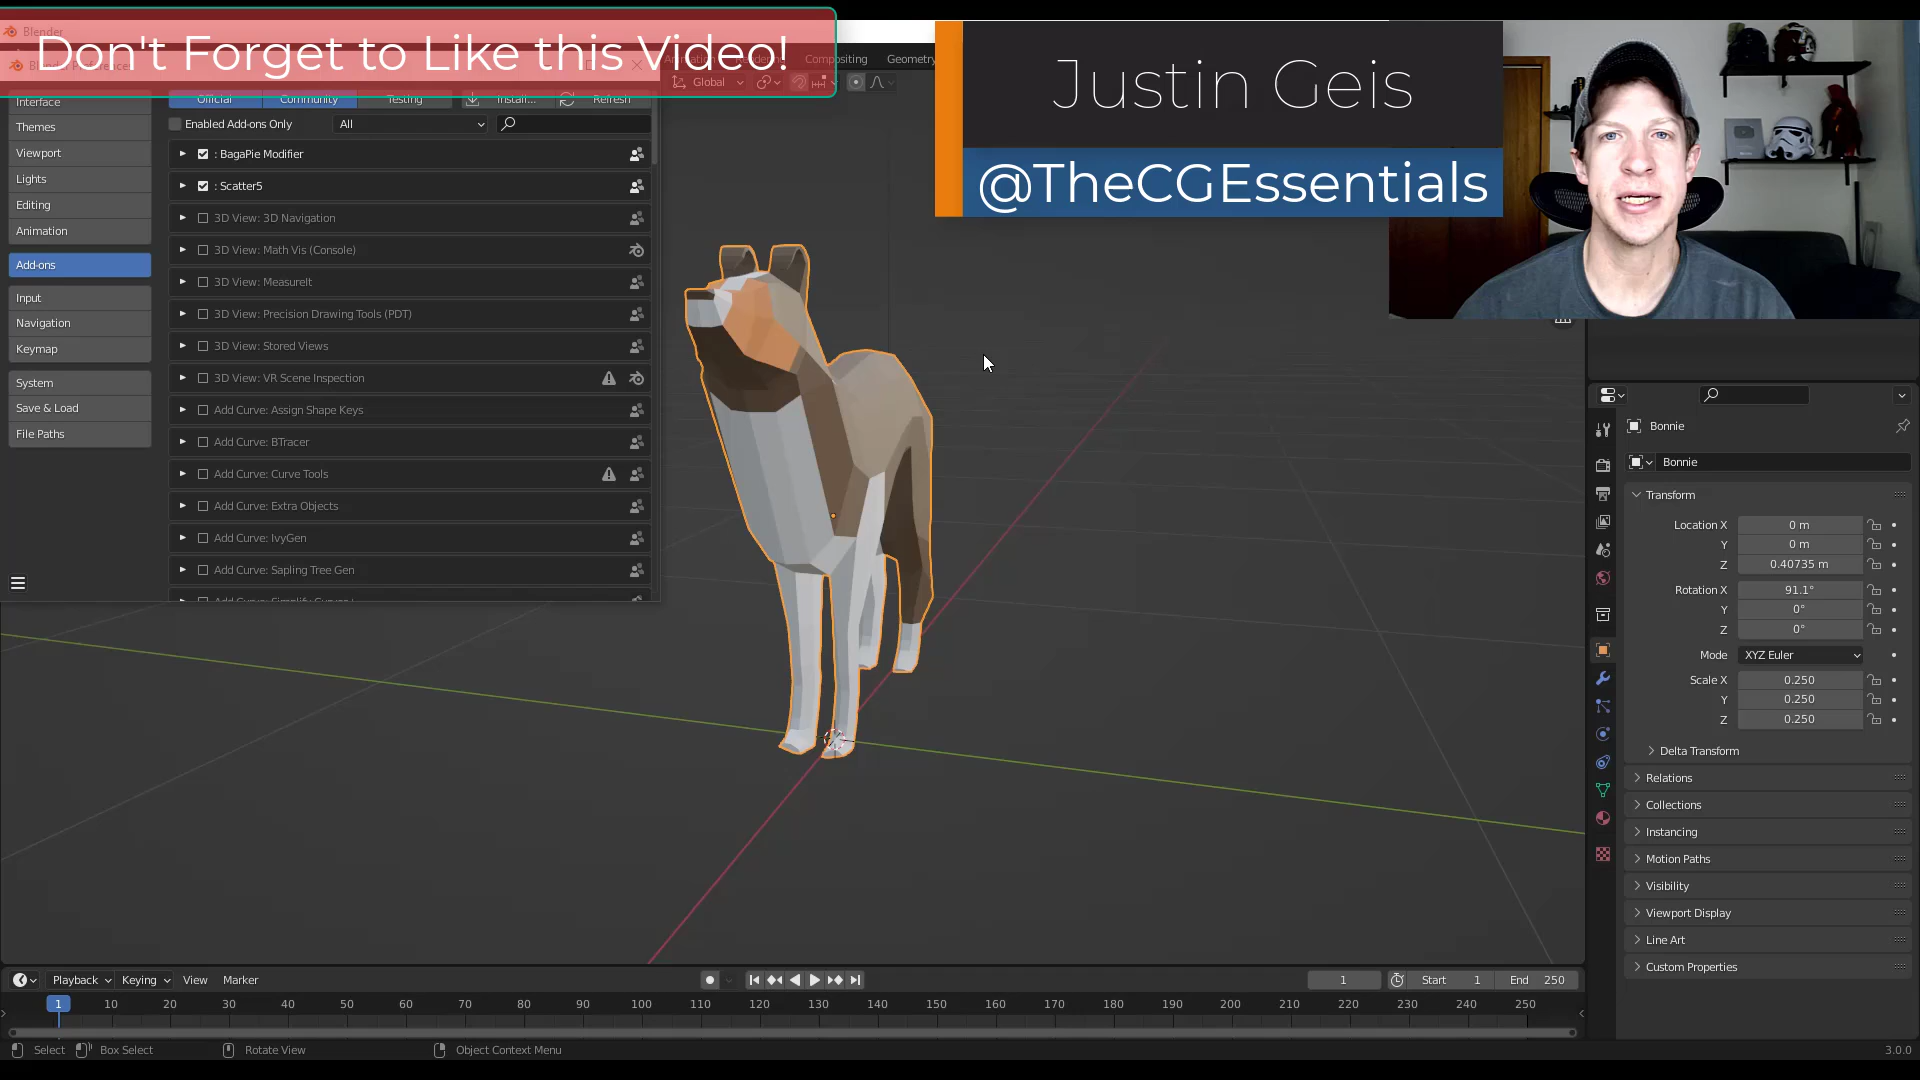 Don't Forget to Like this Video!
Blender
Justin Geis
@TheCGEssentials
Compositing
Geometry
Global
Official
Community
Testing
Install...
Refresh
Enabled Add-ons Only
All
Interface
Themes
Viewport
Lights
Editing
Animation
Add-ons
Input
Navigation
Keymap
System
Save & Load
File Paths
: BagaPie Modifier
: Scatter5
3D View: 3D Navigation
3D View: Math Vis (Console)
3D View: MeasureIt
3D View: Precision Drawing Tools (PDT)
3D View: Stored Views
3D View: VR Scene Inspection
Add Curve: Assign Shape Keys
Add Curve: BTracer
Add Curve: Curve Tools
Add Curve: Extra Objects
Add Curve: IvyGen
Add Curve: Sapling Tree Gen
Bonnie
Bonnie
Transform
Location X 0 m
Y 0 m
Z 0.40735 m
Rotation X 91.1°
Y 0°
Z 0°
Mode XYZ Euler
Scale X 0.250
Y 0.250
Z 0.250
Delta Transform
Relations
Collections
Instancing
Motion Paths
Visibility
Viewport Display
Line Art
Custom Properties
Playback Keying View Marker
1 Start 1 End 250
1 10 20 30 40 50 60 70 80 90 100 110 120 130 140 150 160 170 180 190 200 210 220 230 240 250
Select Box Select Rotate View Object Context Menu 3.0.0